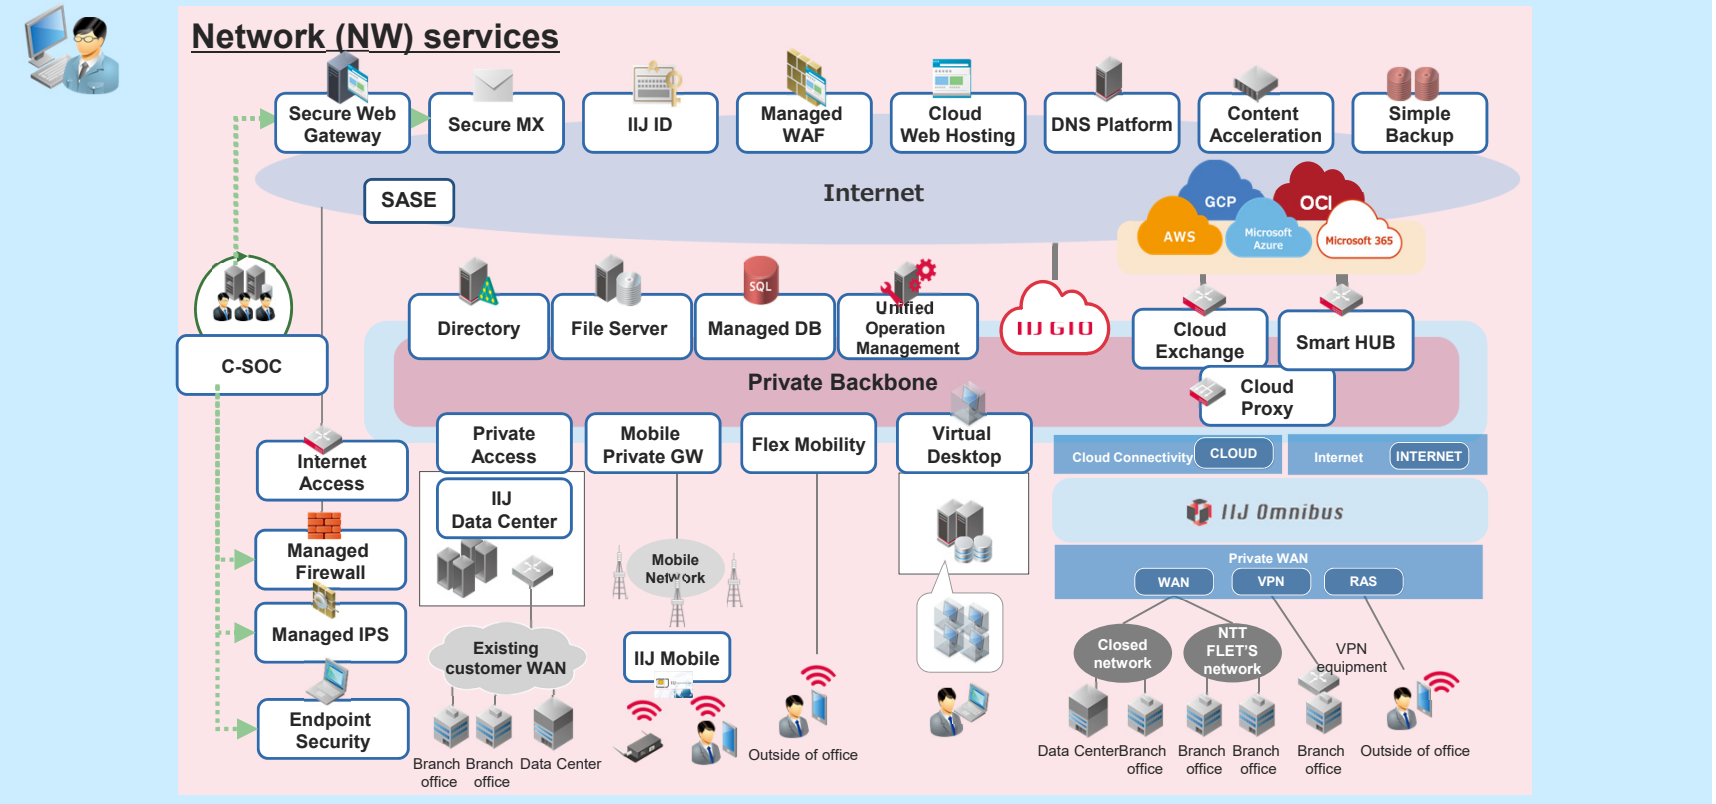 Network (NW) services
Secure Web
Gateway
Secure MX
IIJ ID
Managed
WAF
Cloud
Web Hosting
DNS Platform
Content
Acceleration
Simple
Backup
Internet
SASE
GCP
OCI
AWS
Microsoft
Azure
Microsoft 365
C-SOC
Directory
File Server
SQL
Managed DB
Unified
Operation
Management
IIJ GIO
Cloud
Exchange
Smart HUB
Cloud
Proxy
Private Backbone
Internet
Access
Managed
Firewall
Managed IPS
Endpoint
Security
Private
Access
IIJ
Data Center
Existing
customer WAN
Branch
office
Branch
office
Data Center
Mobile
Private GW
Mobile
Network
IIJ Mobile
Flex Mobility
Outside of office
Virtual
Desktop
Cloud Connectivity
CLOUD
Internet
INTERNET
IIJ Omnibus
Private WAN
WAN
VPN
RAS
Closed
network
NTT
FLET'S
network
VPN
equipment
Data Center
Branch
office
Branch
office
Branch
office
Branch
office
Outside of office